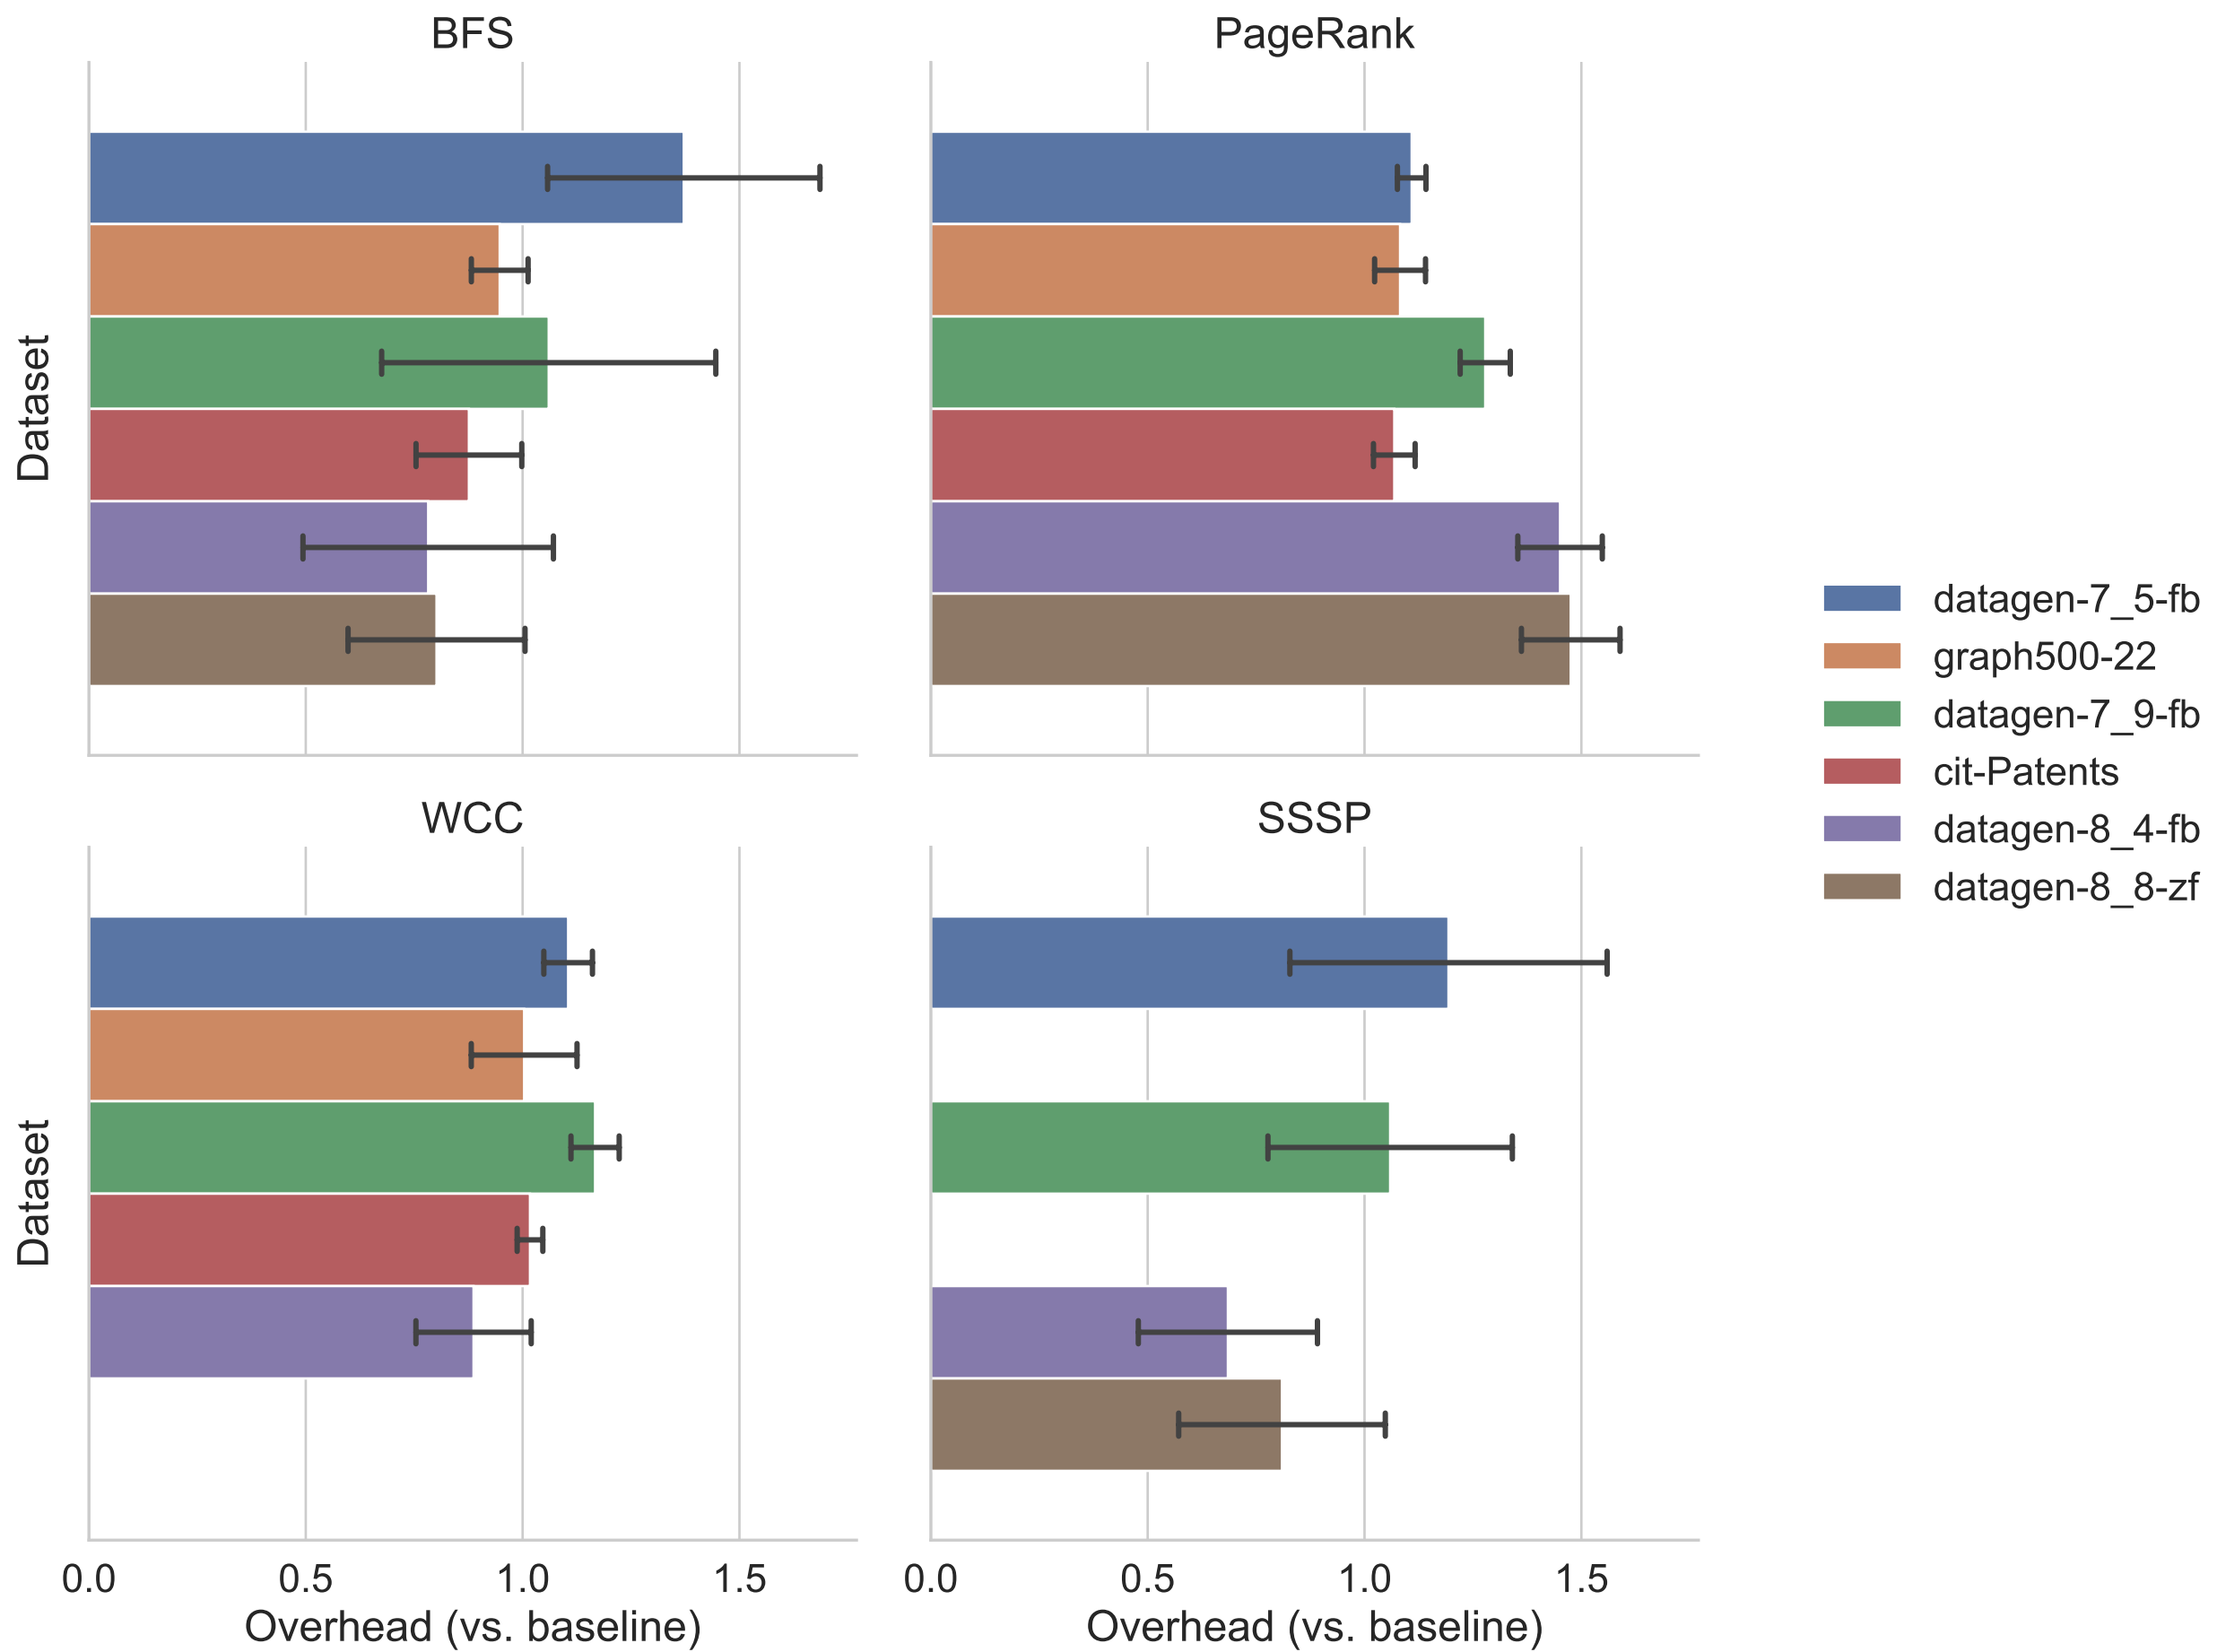 BFS
PageRank
Dataset
WCC
SSSP
Dataset
0.0 0.5 1.0 1.5
Overhead (vs. baseline)
0.0 0.5 1.0 1.5
Overhead (vs. baseline)
datagen-7_5-fb
graph500-22
datagen-7_9-fb
cit-Patents
datagen-8_4-fb
datagen-8_8-zf